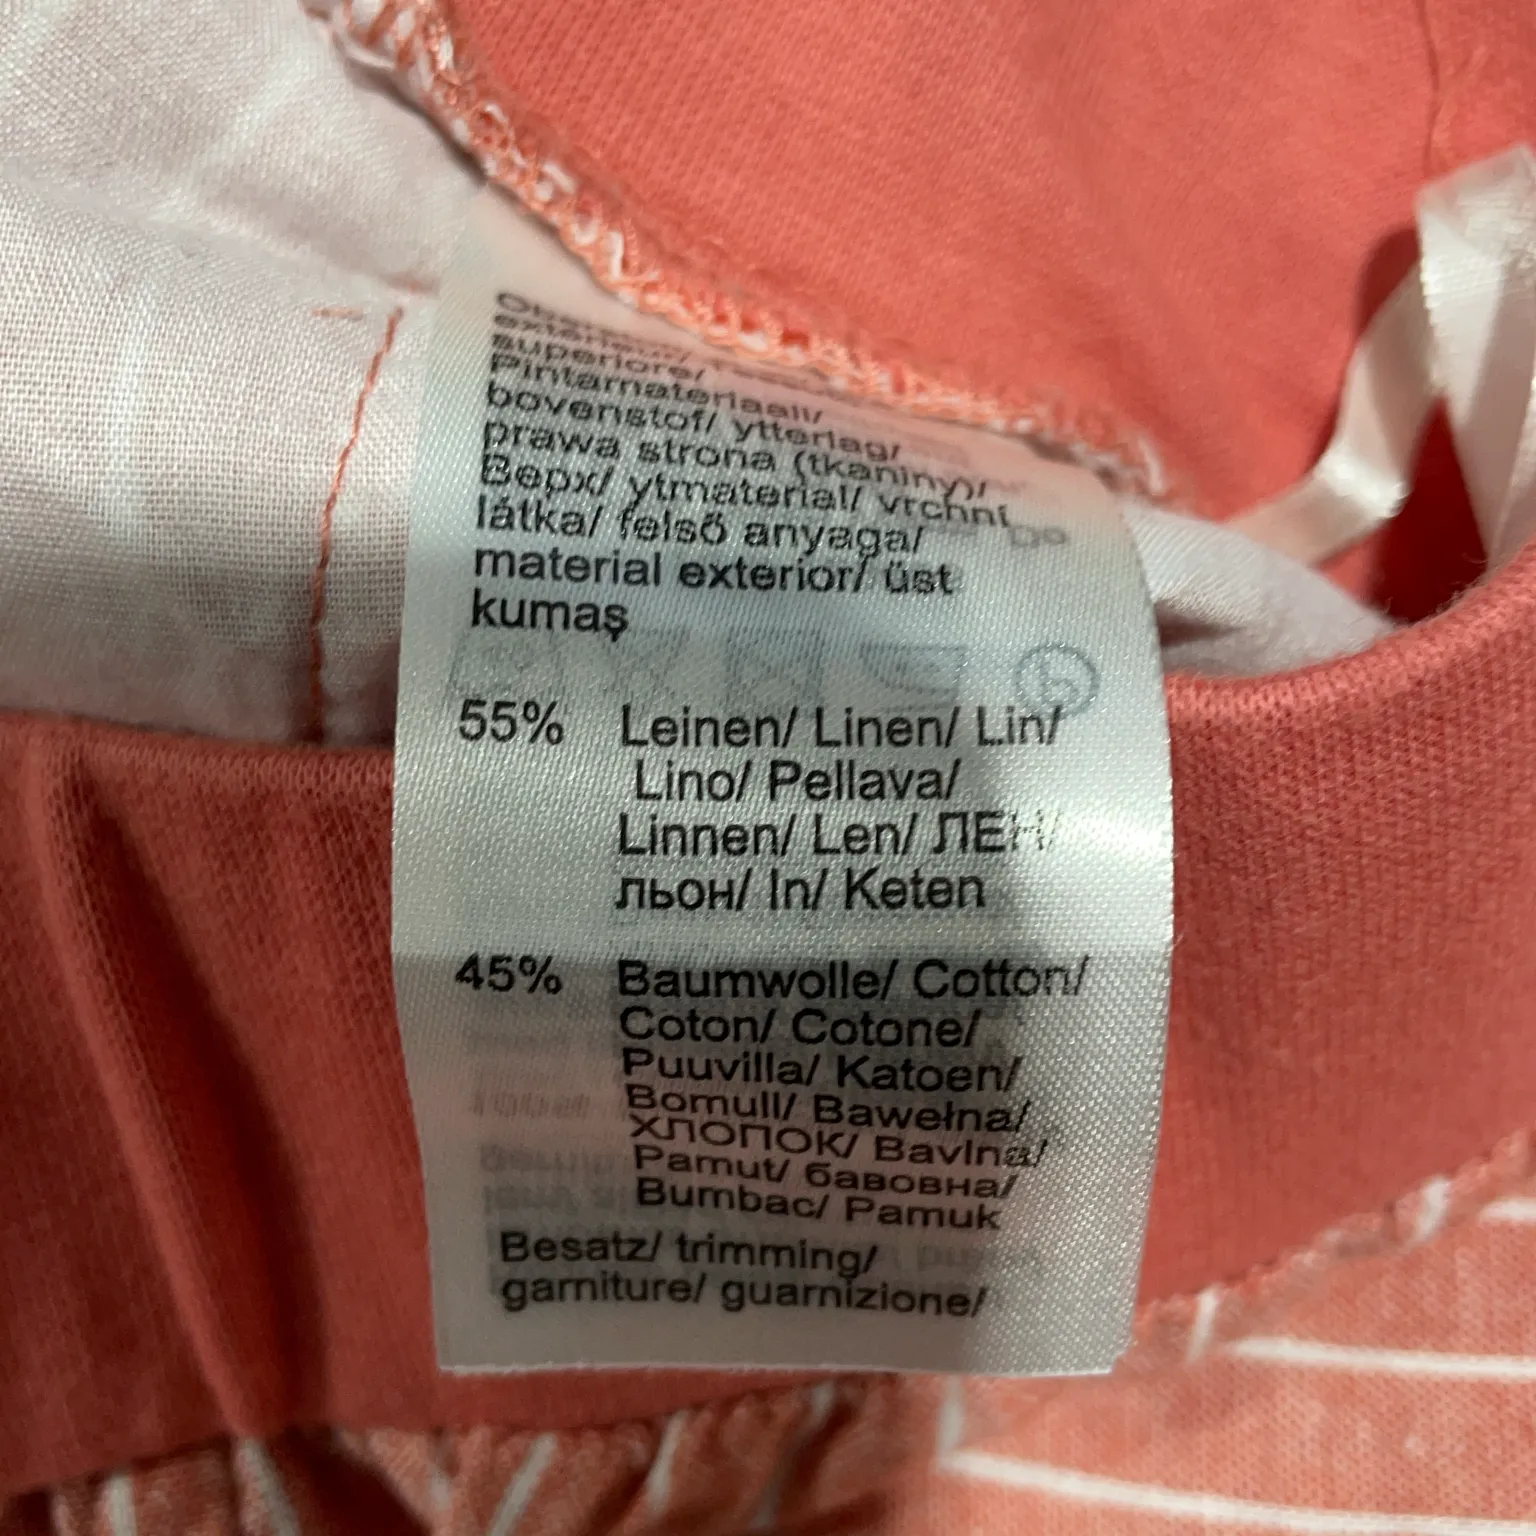 extérieur/
superiore/
Pintamateriaali/
bovenstof/ ytterlag/
prawa strona (tkaniny)/
Верх/ ytmaterial/ vrchní
látka/ felső anyaga/
material exterior/ üst
kumaş
55% Leinen/ Linen/ Lin/
Lino/ Pellava/
Linnen/ Len/ ЛЕН/
льон/ In/ Keten
45% Baumwolle/ Cotton/
Coton/ Cotone/
Puuvilla/ Katoen/
Bomull/ Bawełna/
ХЛОПОК/ Bavlna/
Pamut/ бавовна/
Bumbac/ Pamuk
Besatz/ trimming/
garniture/ guarnizione/